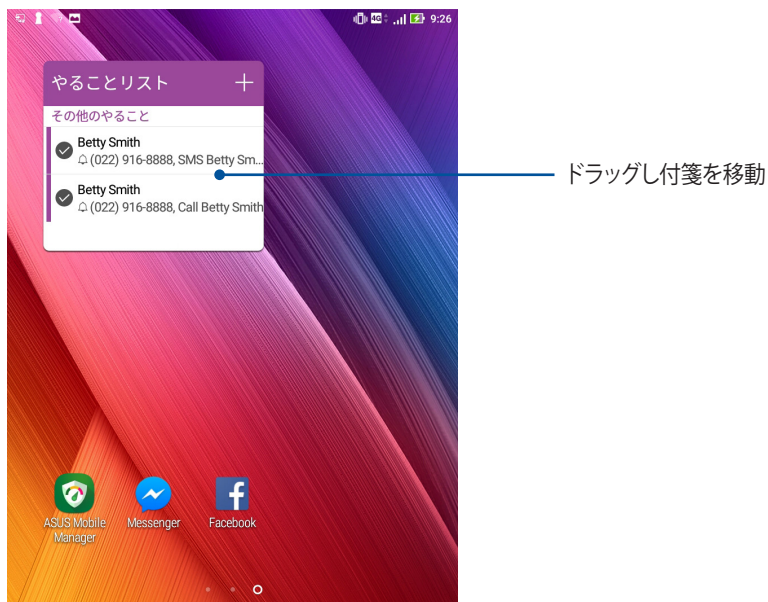 4G 9:26
やることリスト
その他のやること
Betty Smith
(022) 916-8888, SMS Betty Sm...
Betty Smith
(022) 916-8888, Call Betty Smith
ドラッグし付箋を移動
ASUS Mobile
Manager
Messenger
Facebook